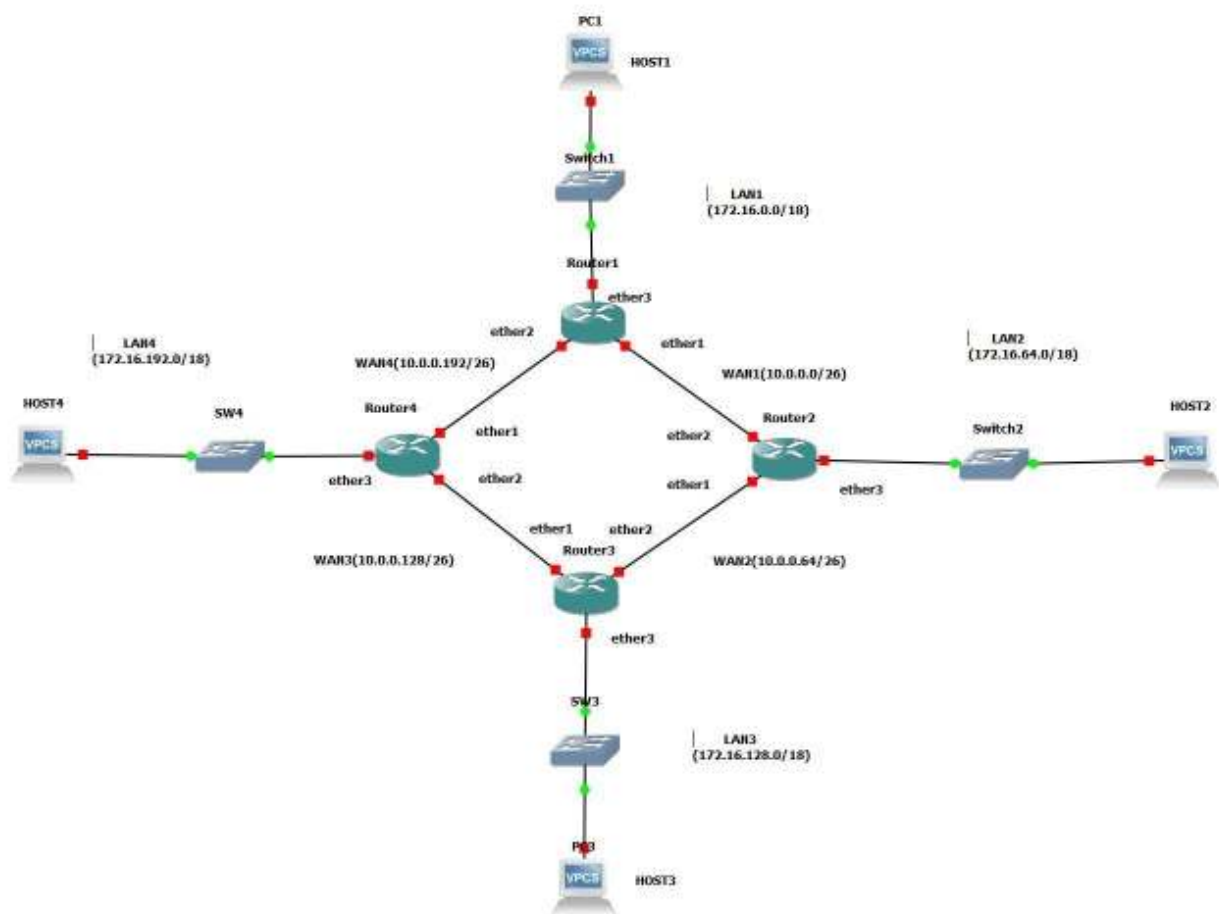 PC1
VPCS
HOST1
Switch1
LAN1
(172.16.0.0/18)
Router1
ether3
ether2
ether1
LAN4
(172.16.192.0/18)
LAN2
(172.16.64.0/18)
WAN4(10.0.0.192/26)
WAN1(10.0.0.0/26)
HOST4
SW4
Router4
Router2
HOST2
Switch2
ether1
ether2
VPCS
VPCS
ether3
ether2
ether1
ether3
ether1
ether2
WAN3(10.0.0.128/26)
Router3
WAN2(10.0.0.64/26)
ether3
SW3
LAN3
(172.16.128.0/18)
PC3
VPCS
HOST3